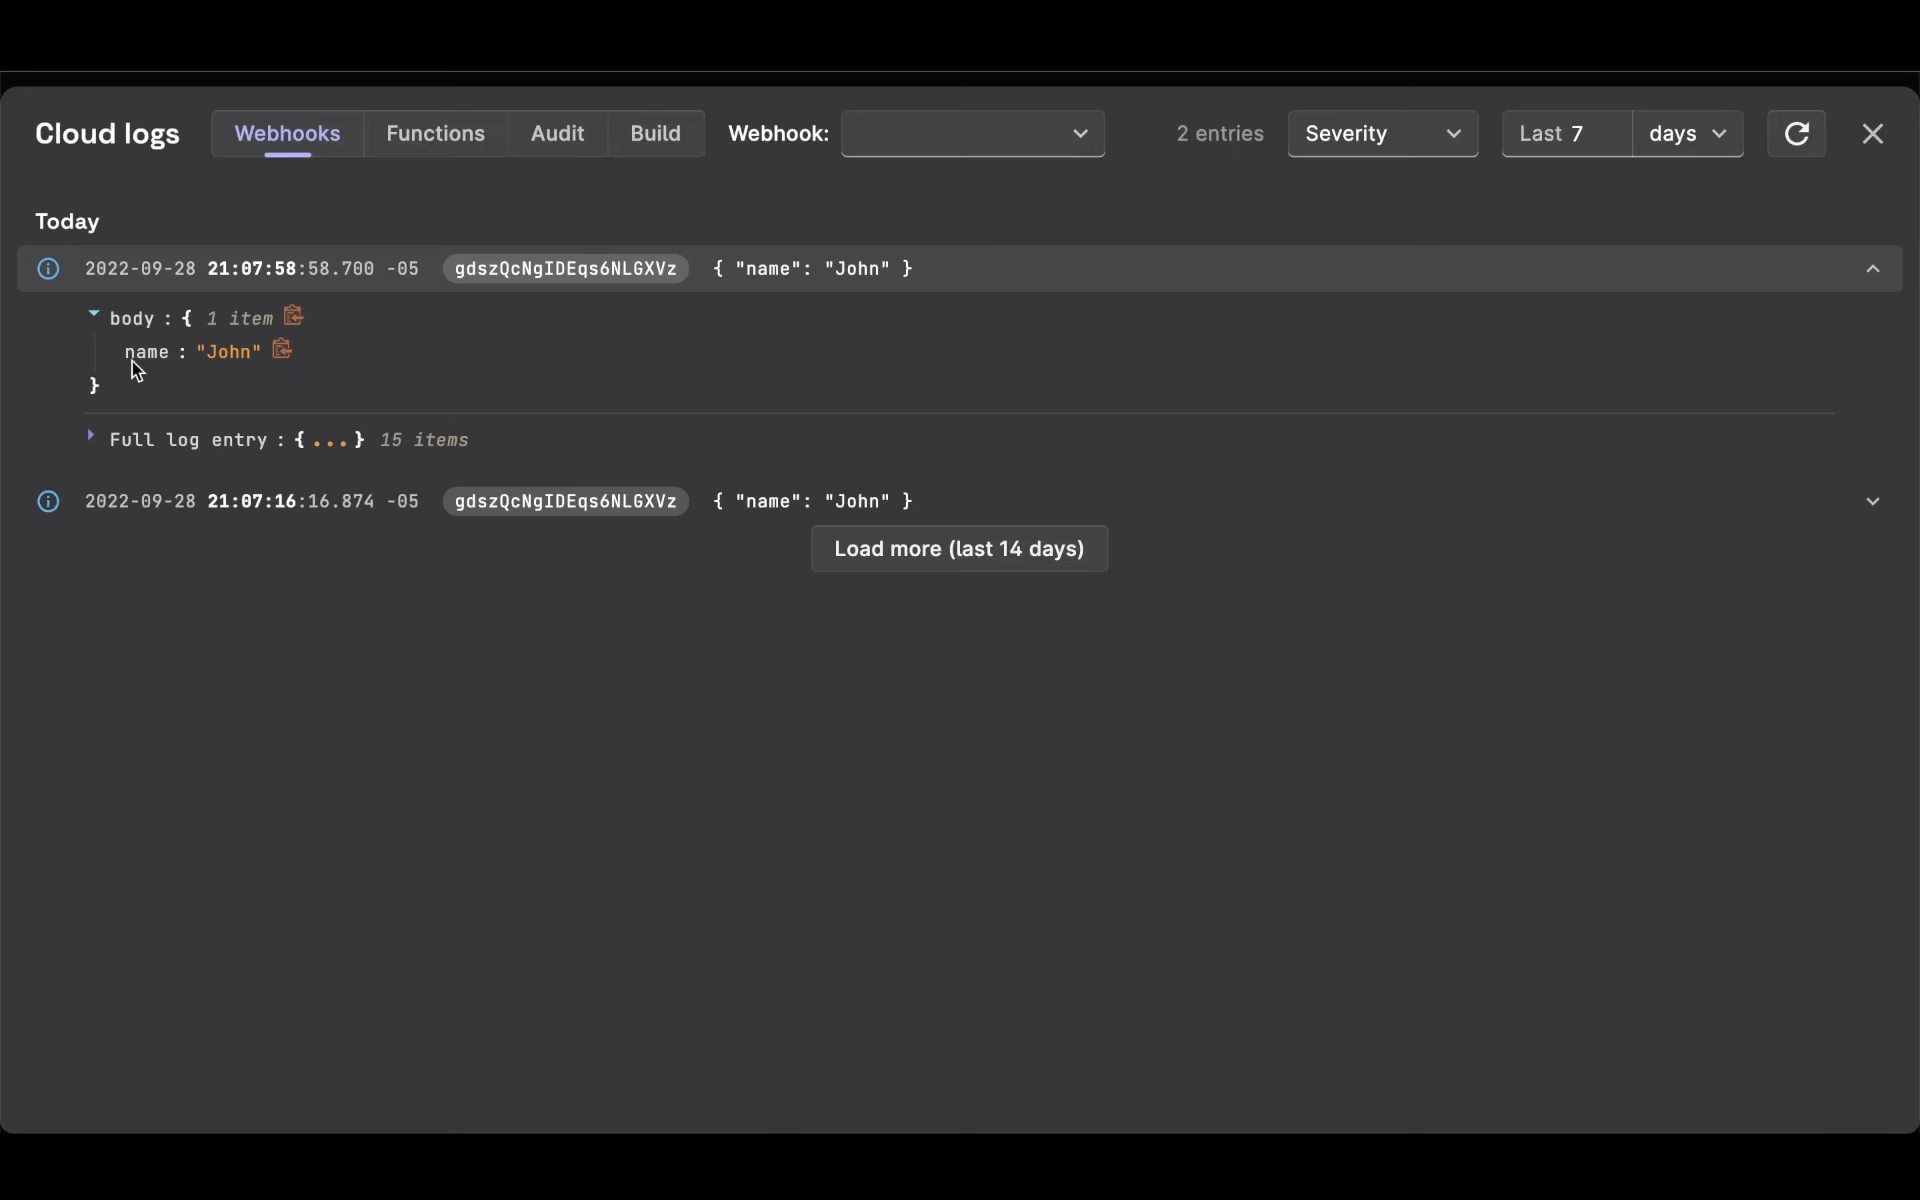 Cloud logs Webhooks Functions Audit Build Webhook: 2 entries Severity Last 7 days
Today
2022-09-28 21:07:58:58.700 -05 gdszQcNgIDEqs6NLGXVz { "name": "John" }
body : { 1 item
name : "John"
}
Full log entry : { ... } 15 items
2022-09-28 21:07:16:16.874 -05 gdszQcNgIDEqs6NLGXVz { "name": "John" }
Load more (last 14 days)